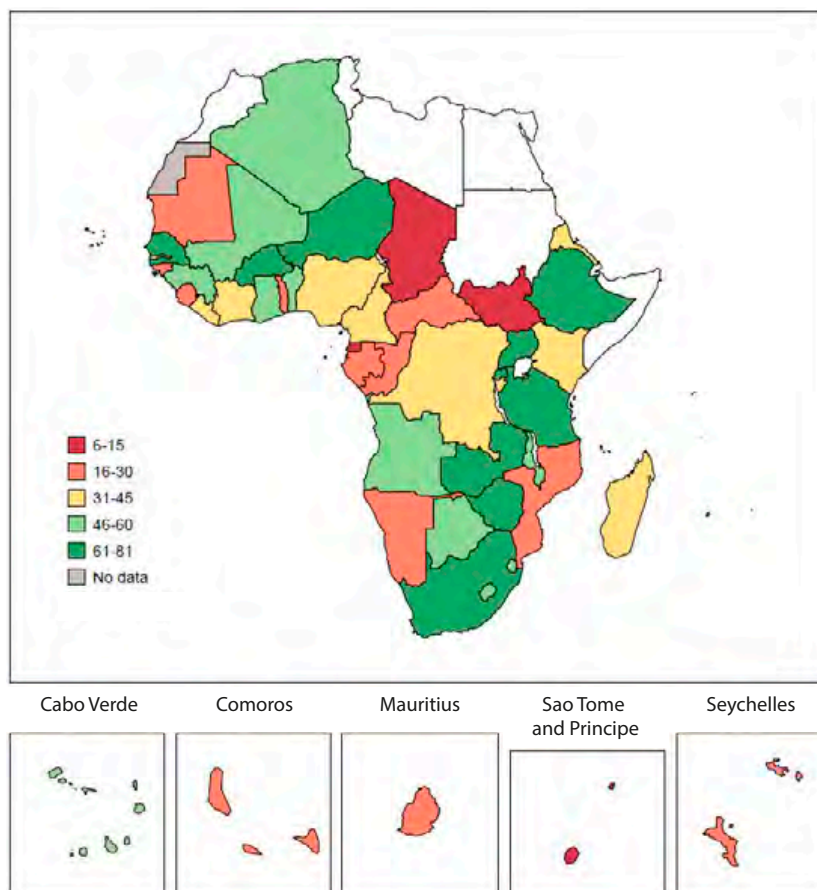 6-15
16-30
31-45
46-60
61-81
No data
Cabo Verde
Comoros
Mauritius
Sao Tome
and Principe
Seychelles